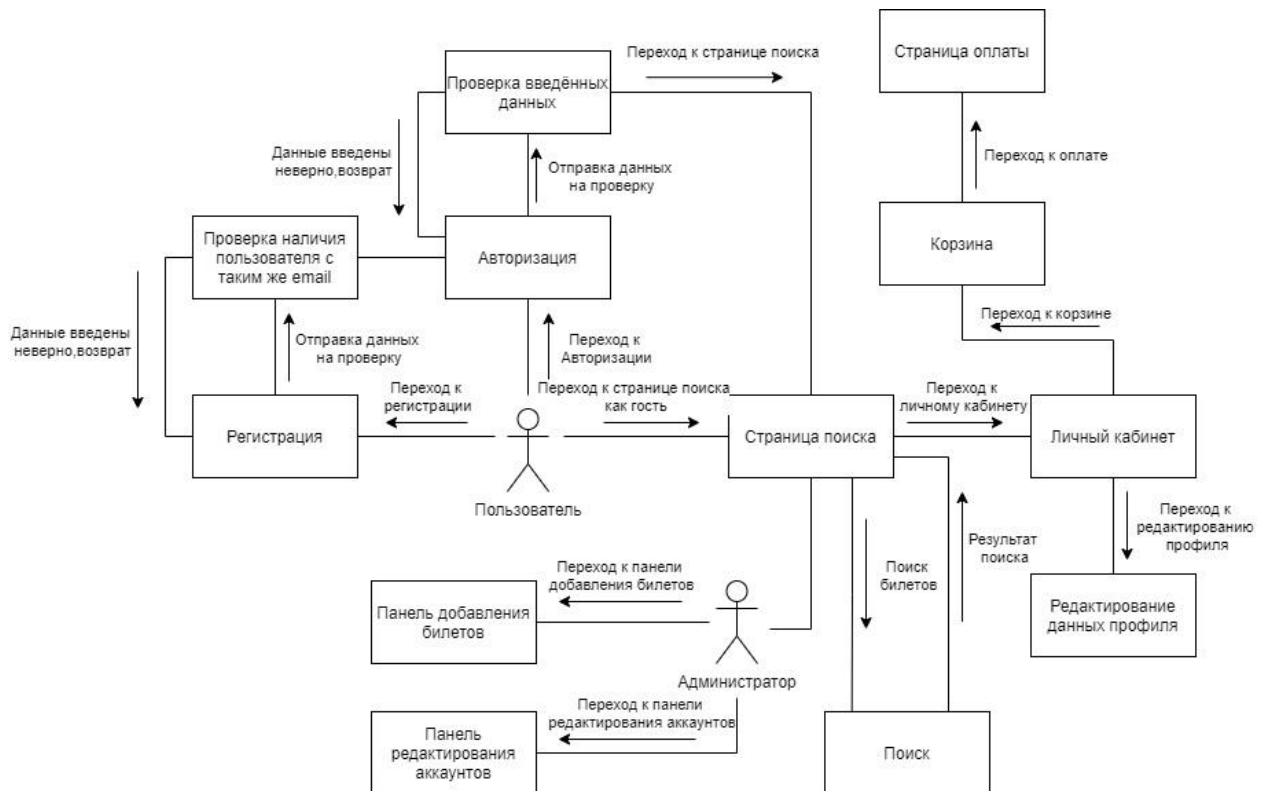 Переход к странице поиска
Страница оплаты
Проверка введённых
данных
Данные введены
неверно,возврат
Отправка данных
на проверку
Переход к оплате
Проверка наличия
пользователя с
таким же email
Авторизация
Корзина
Данные введены
неверно,возврат
Отправка данных
на проверку
Переход к
Авторизации
Переход к корзине
Переход к
регистрации
Переход к странице поиска
как гость
Переход к
личному кабинету
Регистрация
Страница поиска
Личный кабинет
Пользователь
Переход к
редактированию
профиля
Результат
поиска
Поиск
билетов
Переход к панели
добавления билетов
Панель добавления
билетов
Редактирование
данных профиля
Администратор
Переход к панели
редактирования аккаунтов
Панель
редактирования
аккаунтов
Поиск